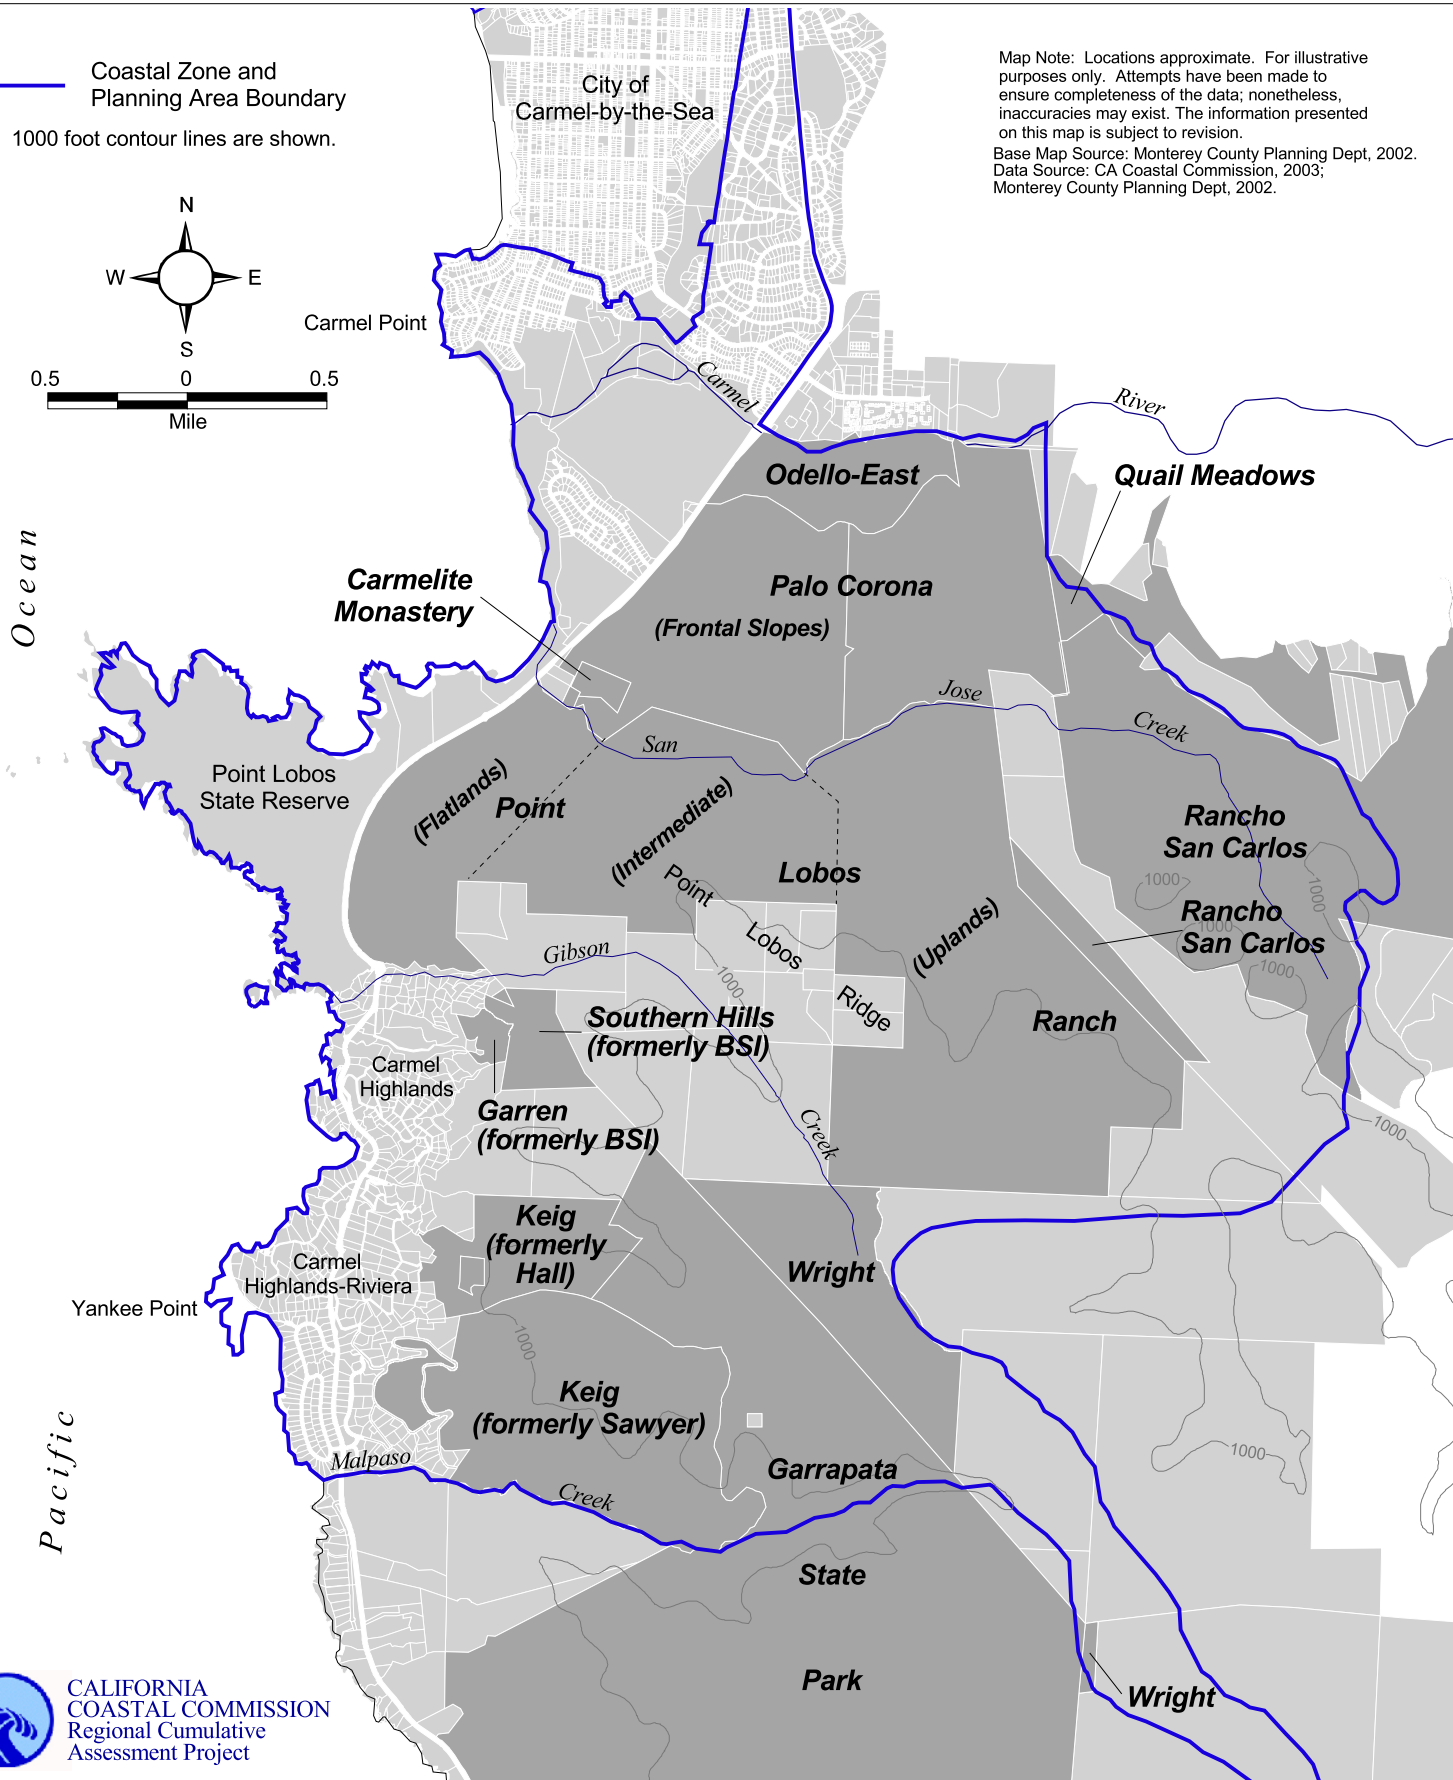 Coastal Zone and
Planning Area Boundary
1000 foot contour lines are shown.
N
W
E
S
0.5
0
0.5
Mile
City of
Carmel-by-the-Sea
Map Note: Locations approximate. For illustrative
purposes only. Attempts have been made to
ensure completeness of the data; nonetheless,
inaccuracies may exist. The information presented
on this map is subject to revision.
Base Map Source: Monterey County Planning Dept, 2002.
Data Source: CA Coastal Commission, 2003;
Monterey County Planning Dept, 2002.
Carmel Point
Carmel
River
Odello-East
Quail Meadows
Ocean
Carmelite
Monastery
Palo Corona
(Frontal Slopes)
Jose
San
Creek
Point Lobos
State Reserve
(Flatlands)
Point
(Intermediate)
Lobos
Rancho
San Carlos
1000
1000
Rancho
1000
San Carlos
1000
Point
Lobos
Ridge
(Uplands)
Gibson
1000
Southern Hills
(formerly BSI)
Ranch
Carmel
Highlands
Garren
(formerly BSI)
Creek
1000
Keig
(formerly
Hall)
Wright
Carmel
Highlands-Riviera
Yankee Point
1000
Keig
(formerly Sawyer)
Pacific
Malpaso
Creek
Garrapata
1000
State
Park
Wright
CALIFORNIA
COASTAL COMMISSION
Regional Cumulative
Assessment Project